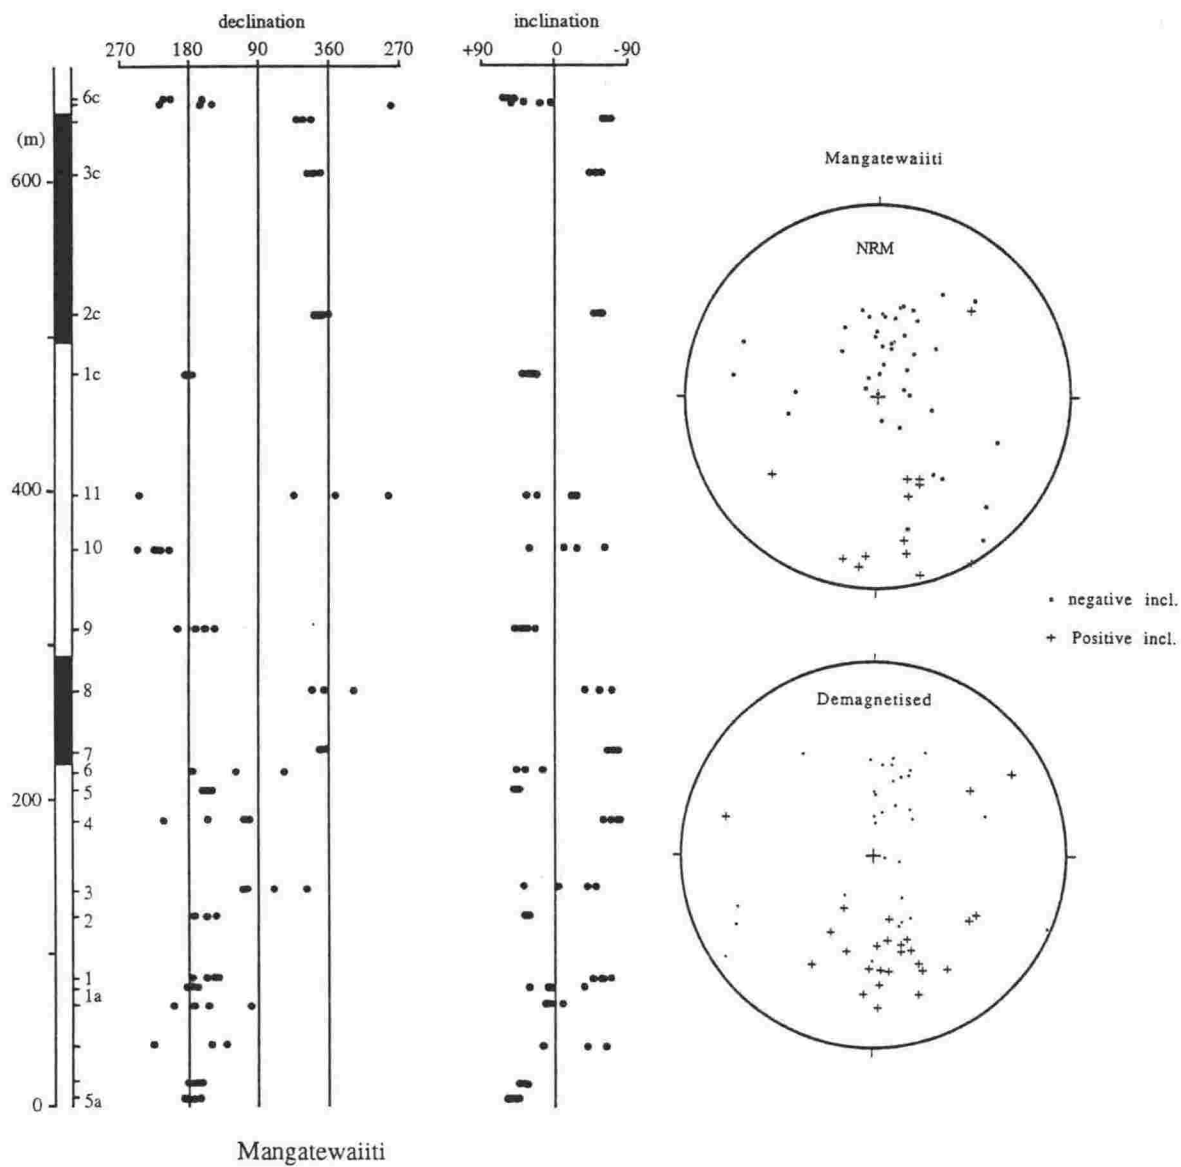 declination
inclination
270 180 90 360 270
+90 0 -90
6c
(m)
3c
600
2c
1c
400
11
10
9
8
7
6
5
200
4
3
2
1
1a
0
5a
Mangatewaiiti
Mangatewaiiti
NRM
negative incl.
Positive incl.
Demagnetised